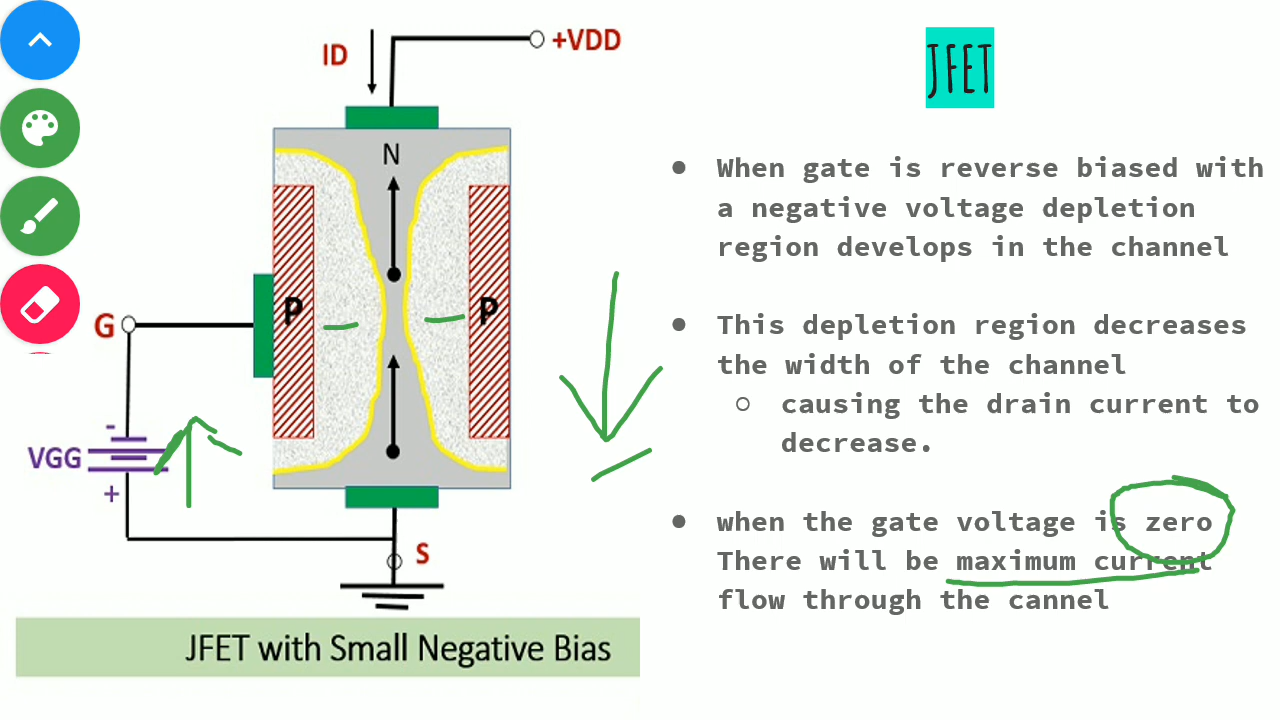 JFET
ID
+VDD
N
P
P
G
-
VGG
+
S
JFET with Small Negative Bias
● When gate is reverse biased with
a negative voltage depletion
region develops in the channel
● This depletion region decreases
the width of the channel
○ causing the drain current to
decrease.
● when the gate voltage is zero
There will be maximum current
flow through the cannel